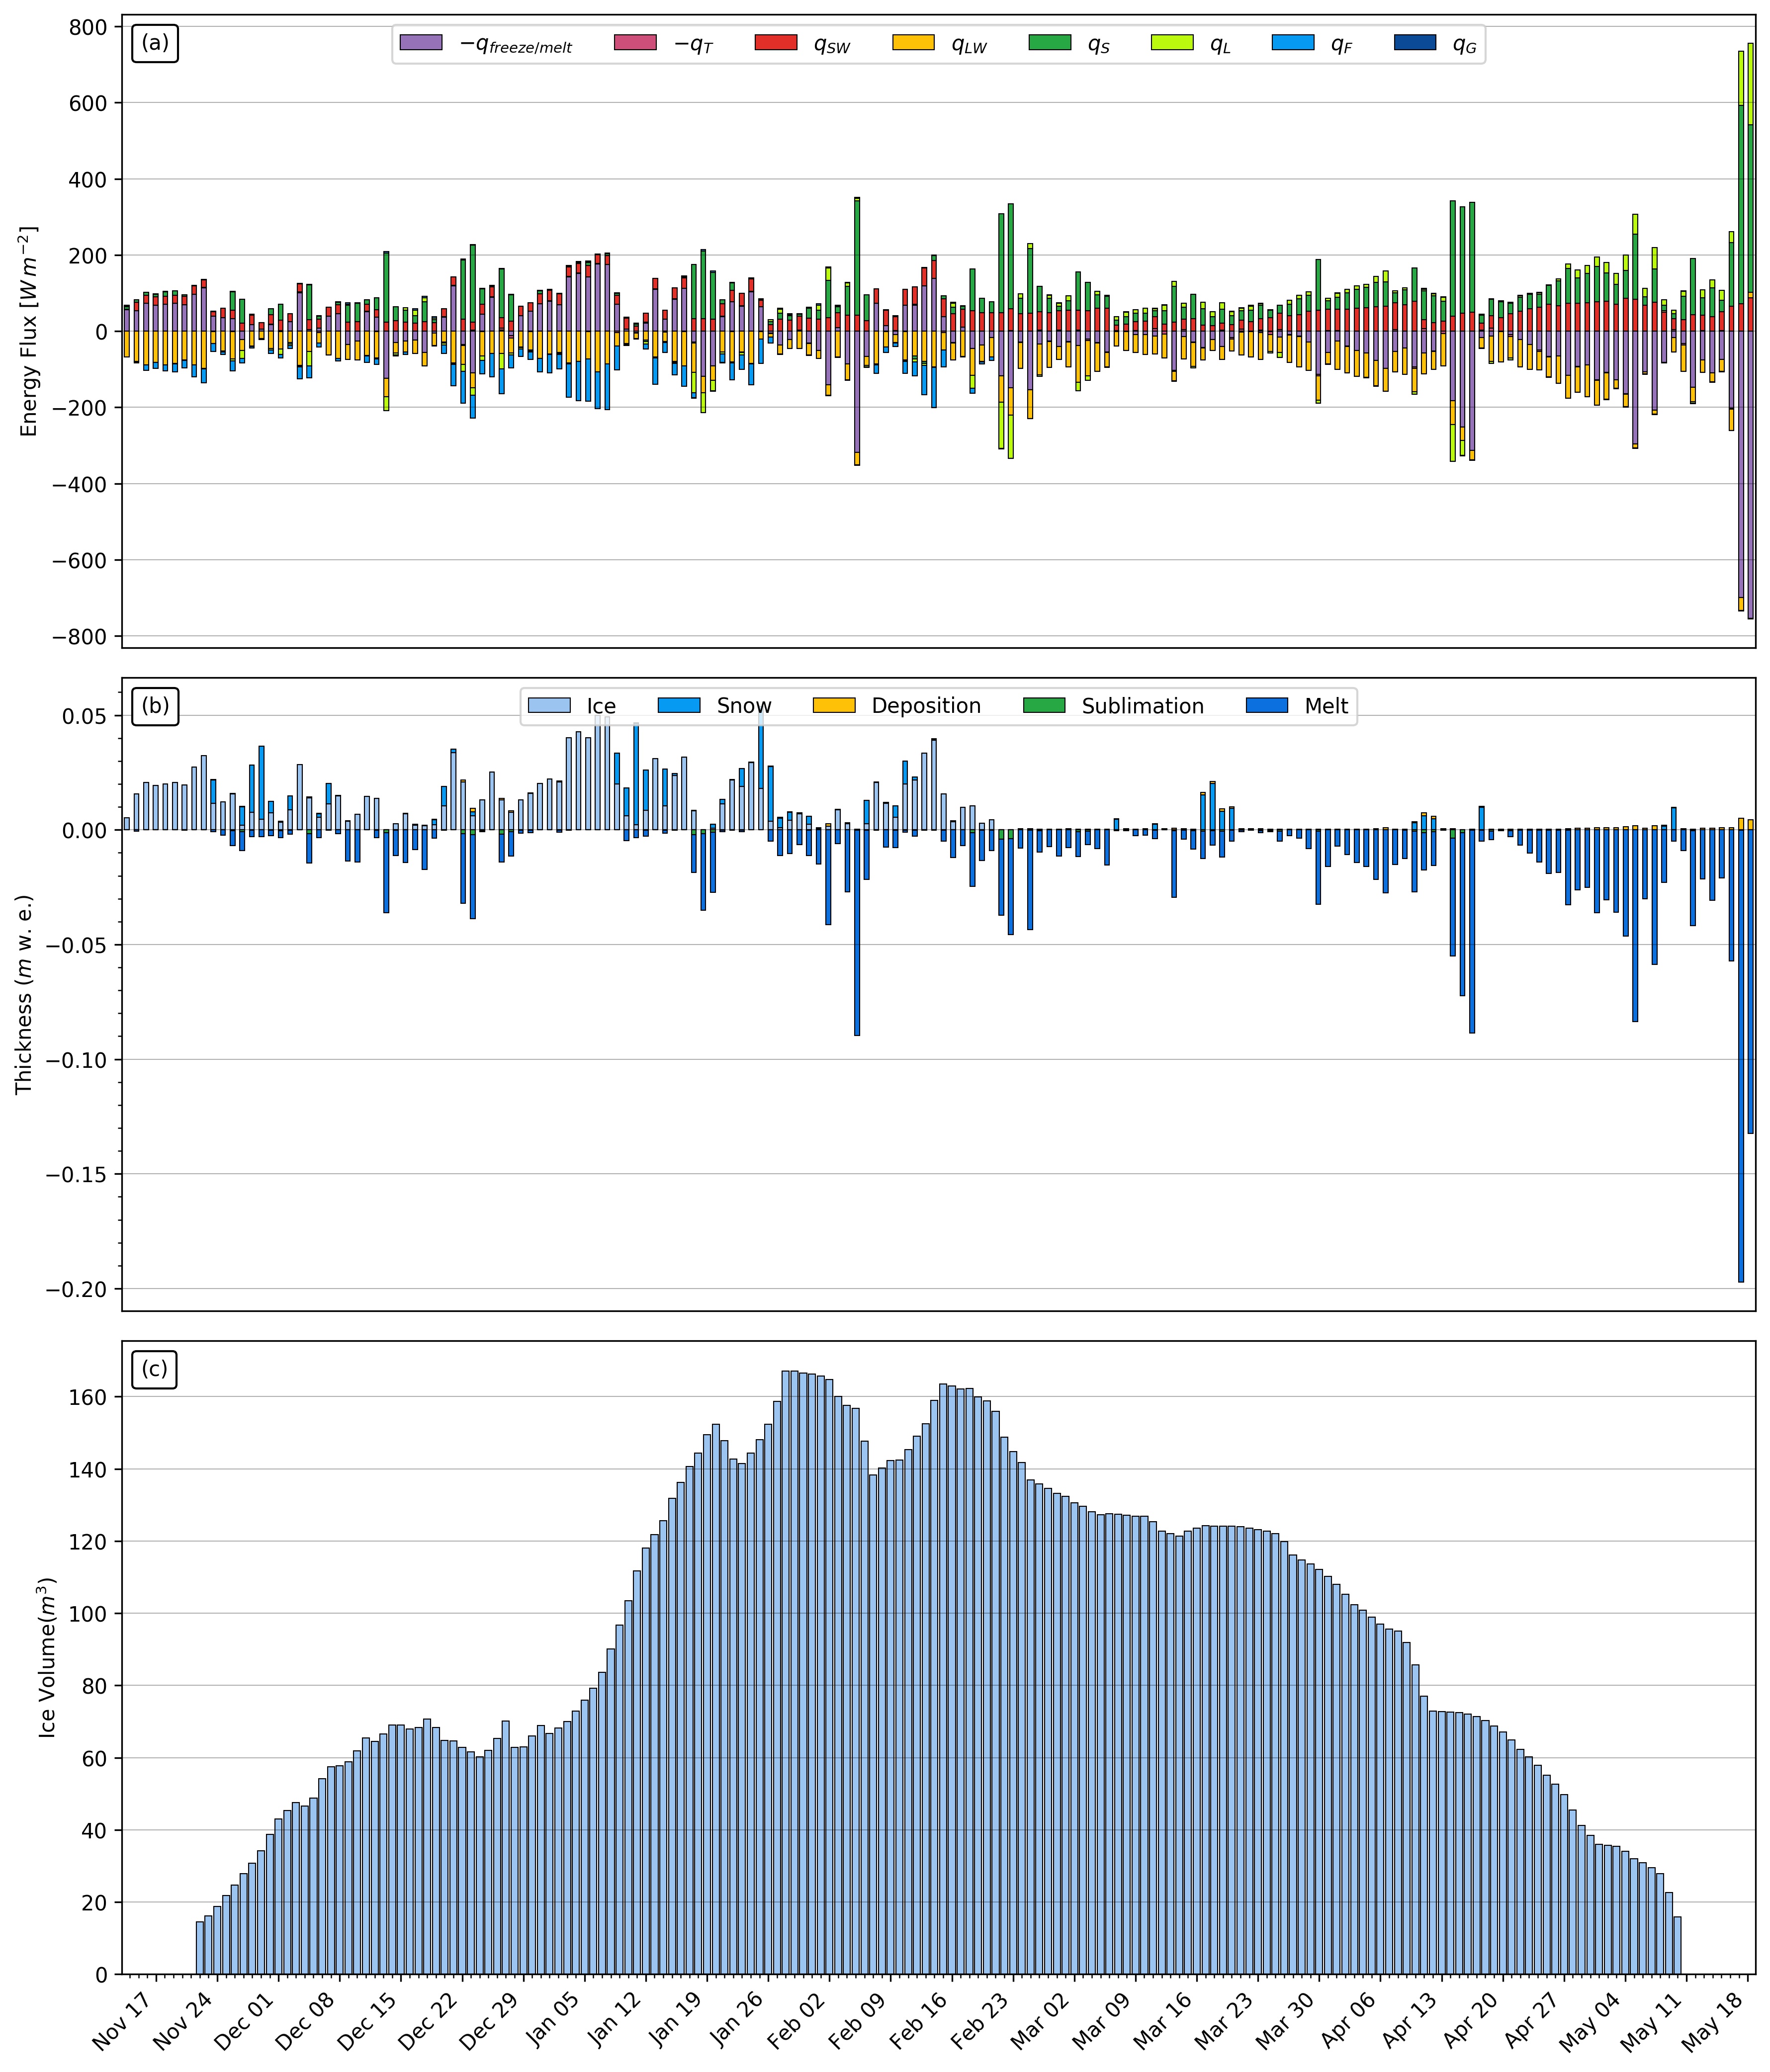 (a)
−q_freeze/melt −q_T q_SW q_LW q_S q_L q_F q_G
800
600
400
200
0
−200
−400
−600
−800
Energy Flux [W m⁻²]
(b)
Ice Snow Deposition Sublimation Melt
0.05
0.00
−0.05
−0.10
−0.15
−0.20
Thickness (m w. e.)
(c)
160
140
120
100
80
60
40
20
0
Ice Volume(m³)
Nov 17 Nov 24 Dec 01 Dec 08 Dec 15 Dec 22 Dec 29 Jan 05 Jan 12 Jan 19 Jan 26 Feb 02 Feb 09 Feb 16 Feb 23 Mar 02 Mar 09 Mar 16 Mar 23 Mar 30 Apr 06 Apr 13 Apr 20 Apr 27 May 04 May 11 May 18